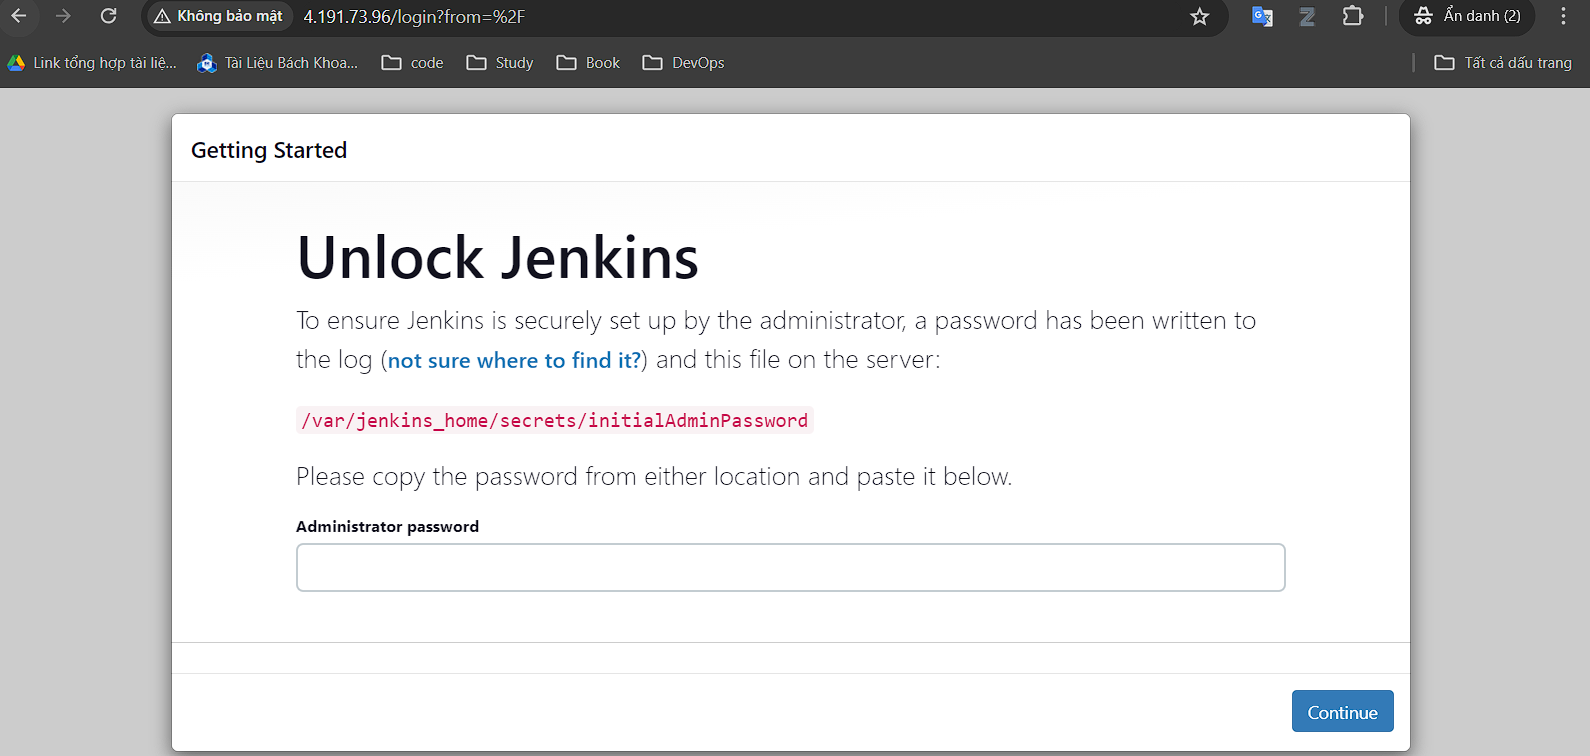 Không bảo mật 4.191.73.96/login?from=%2F Ẩn danh (2)
Link tổng hợp tài liệ... Tài Liệu Bách Khoa... code Study Book DevOps Tất cả dấu trang
Getting Started
Unlock Jenkins
To ensure Jenkins is securely set up by the administrator, a password has been written to
the log (not sure where to find it?) and this file on the server:
/var/jenkins_home/secrets/initialAdminPassword
Please copy the password from either location and paste it below.
Administrator password
Continue